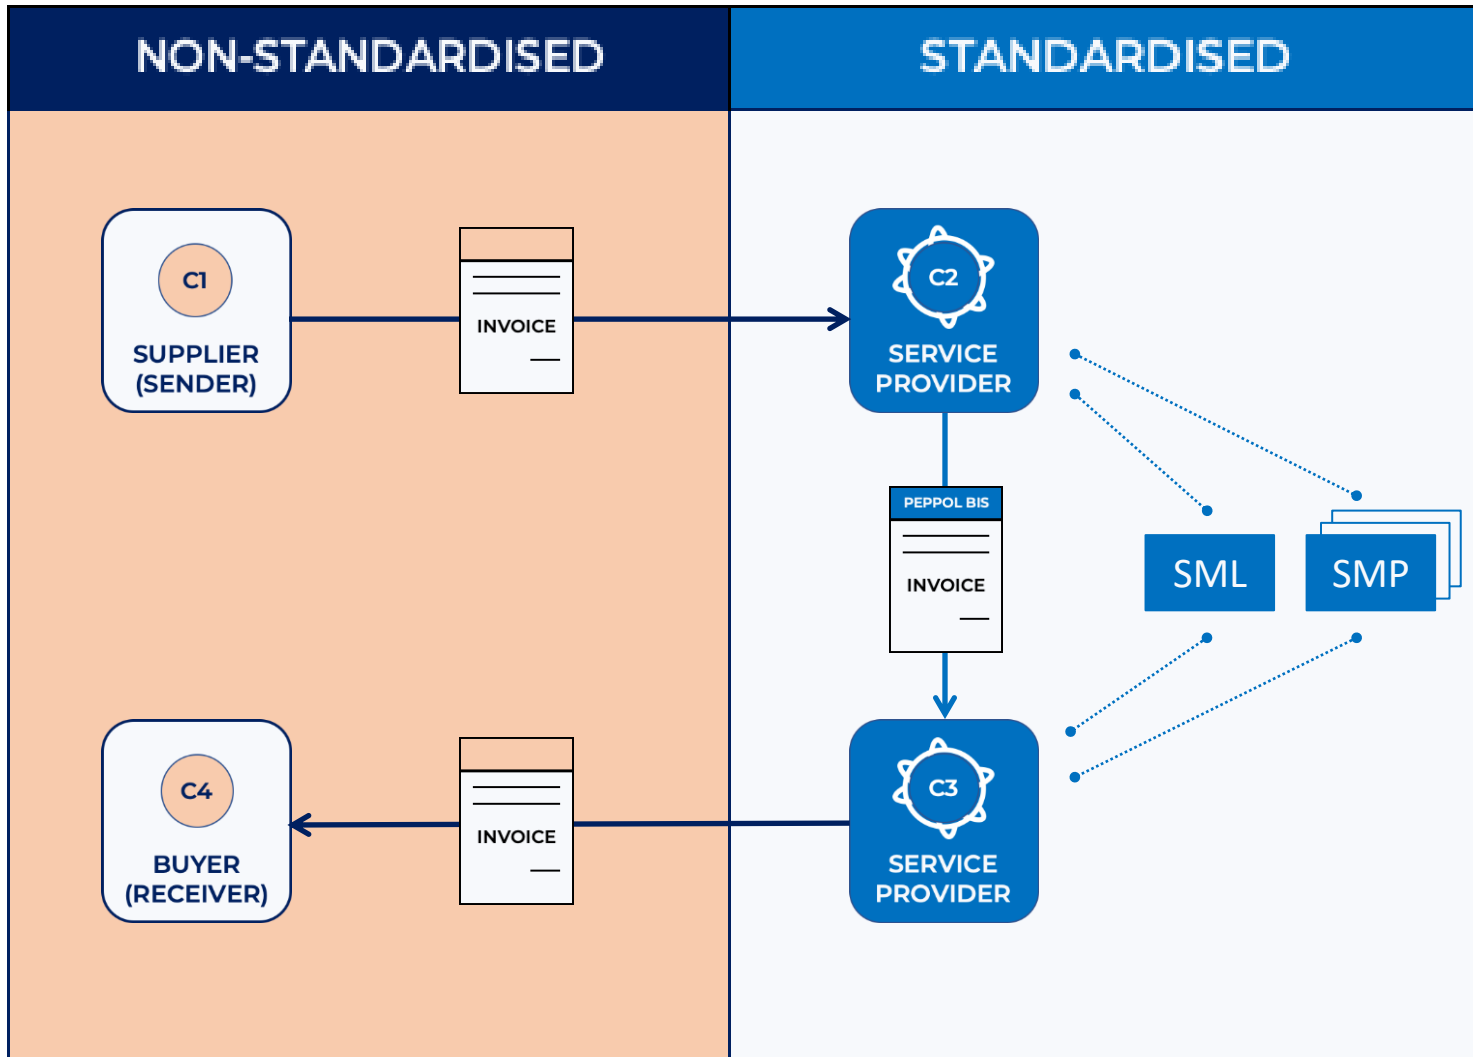 NON-STANDARDISED
STANDARDISED
C1
SUPPLIER
(SENDER)
INVOICE
C2
SERVICE
PROVIDER
PEPPOL BIS
INVOICE
SML
SMP
C4
BUYER
(RECEIVER)
INVOICE
C3
SERVICE
PROVIDER